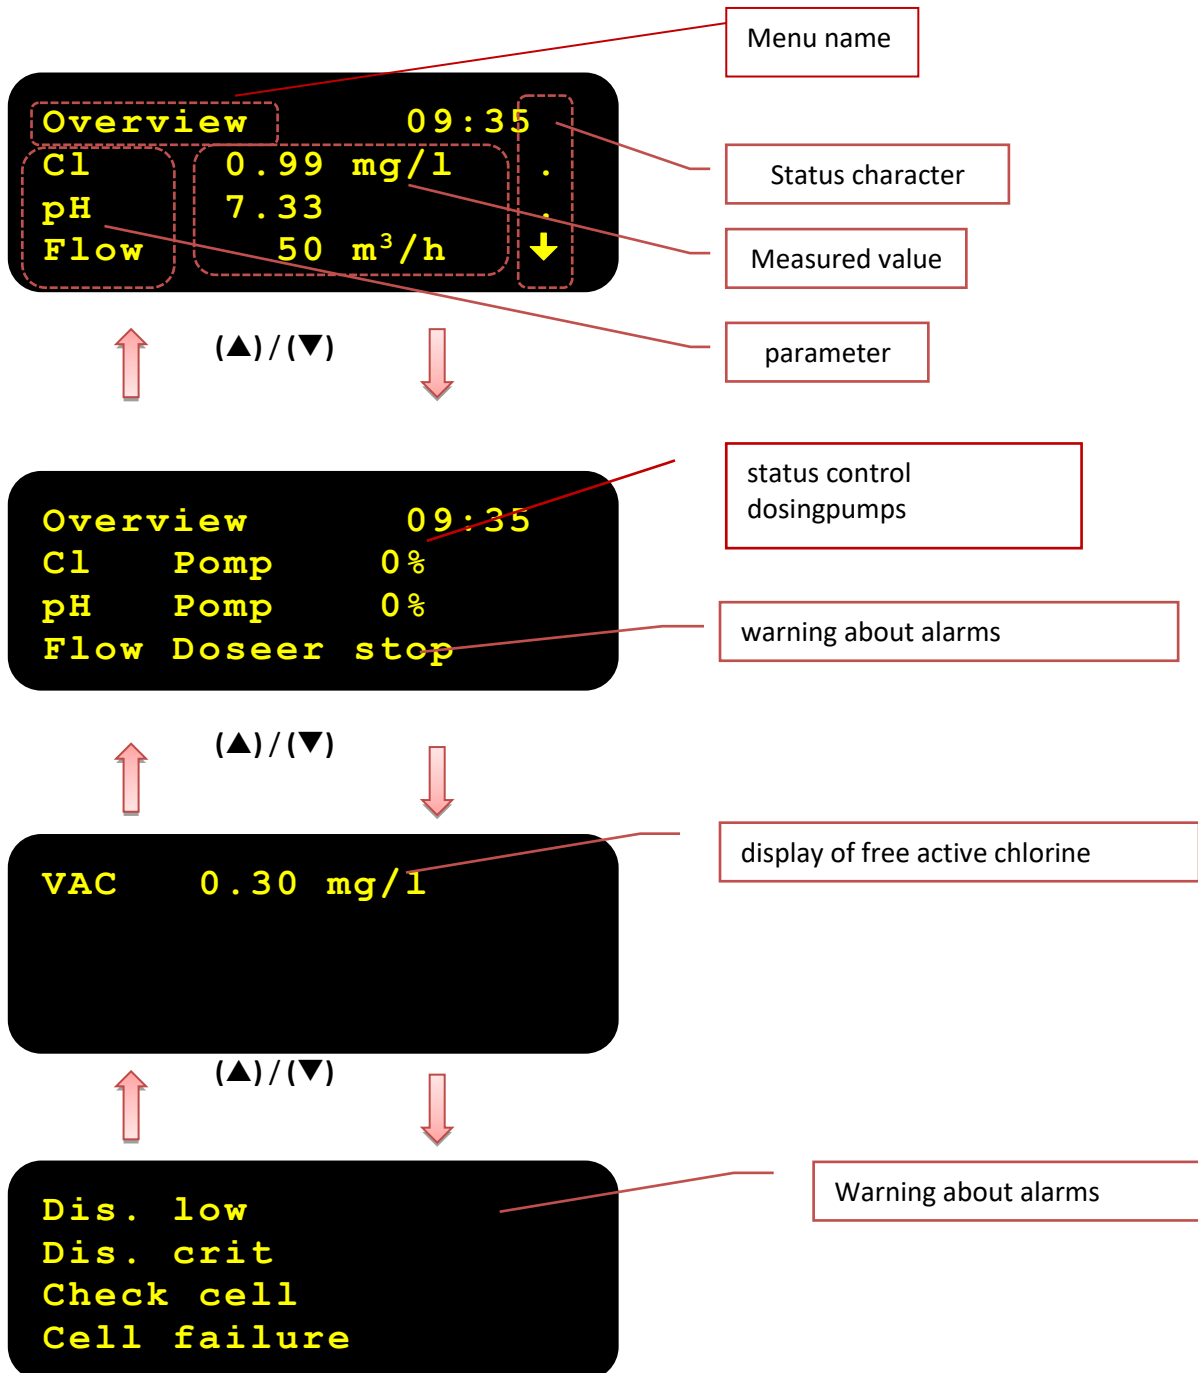 Menu name
Overview 09:35
Cl 0.99 mg/l .
pH 7.33 .
Flow 50 m³/h ↓
Status character
Measured value
parameter
(▲)/(▼)
Overview 09:35
Cl Pomp 0%
pH Pomp 0%
Flow Doseer stop
status control
dosingpumps
warning about alarms
(▲)/(▼)
VAC 0.30 mg/l
display of free active chlorine
(▲)/(▼)
Dis. low
Dis. crit
Check cell
Cell failure
Warning about alarms